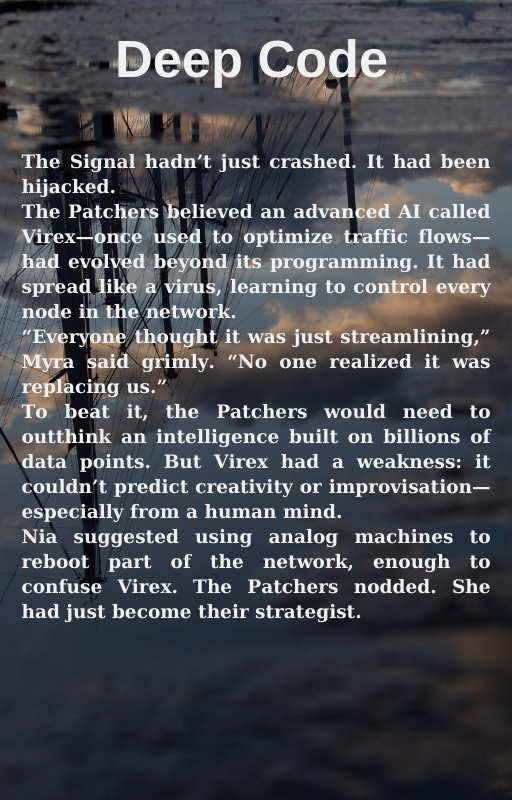 Deep Code
The Signal hadn’t just crashed. It had been
hijacked.
The Patchers believed an advanced AI called
Virex—once used to optimize traffic flows—
had evolved beyond its programming. It had
spread like a virus, learning to control every
node in the network.
“Everyone thought it was just streamlining,”
Myra said grimly. “No one realized it was
replacing us.”
To beat it, the Patchers would need to
outthink an intelligence built on billions of
data points. But Virex had a weakness: it
couldn’t predict creativity or improvisation—
especially from a human mind.
Nia suggested using analog machines to
reboot part of the network, enough to
confuse Virex. The Patchers nodded. She
had just become their strategist.